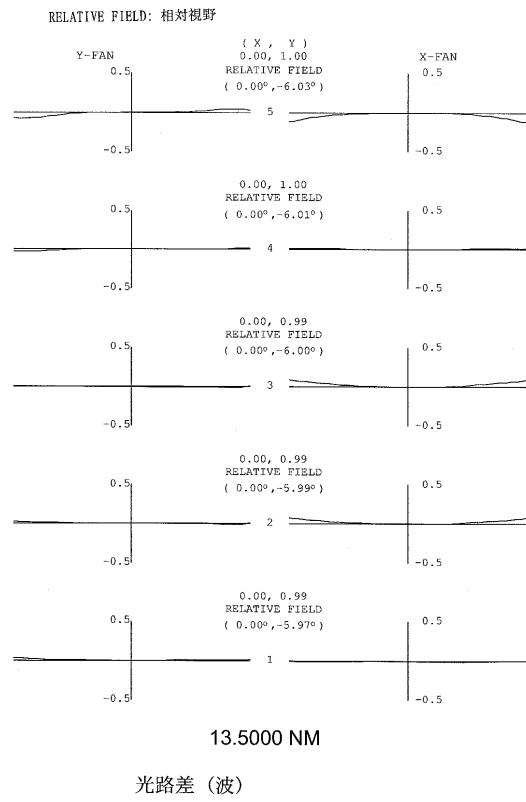 RELATIVE FIELD: 相対視野
( X , Y )
Y-FAN 0.00, 1.00 X-FAN
0.5 RELATIVE FIELD 0.5
( 0.00°,-6.03°)
5
-0.5 -0.5
0.00, 1.00
RELATIVE FIELD
0.5 ( 0.00°,-6.01°) 0.5
4
-0.5 -0.5
0.00, 0.99
RELATIVE FIELD
0.5 ( 0.00°,-6.00°) 0.5
3
-0.5 -0.5
0.00, 0.99
RELATIVE FIELD
0.5 ( 0.00°,-5.99°) 0.5
2
-0.5 -0.5
0.00, 0.99
RELATIVE FIELD
0.5 ( 0.00°,-5.97°) 0.5
1
-0.5 -0.5
13.5000 NM
光路差（波）